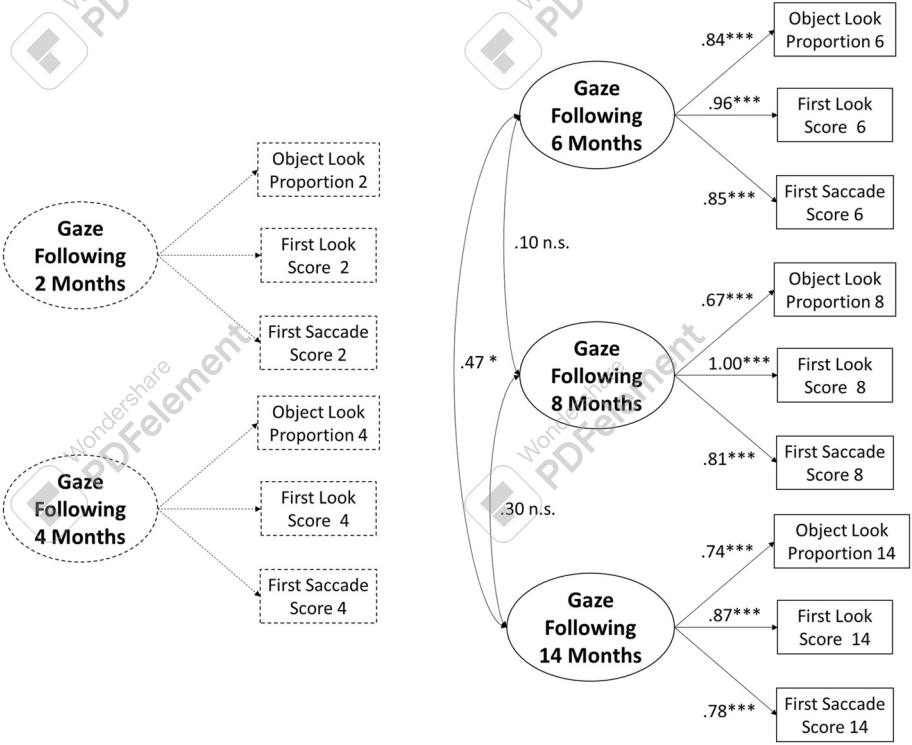 Gaze
Following
2 Months
Object Look
Proportion 2
First Look
Score 2
First Saccade
Score 2
Gaze
Following
4 Months
Object Look
Proportion 4
First Look
Score 4
First Saccade
Score 4
Gaze
Following
6 Months
.84***
Object Look
Proportion 6
.96***
First Look
Score 6
.85***
First Saccade
Score 6
.10 n.s.
.47 *
Gaze
Following
8 Months
.67***
Object Look
Proportion 8
1.00***
First Look
Score 8
.81***
First Saccade
Score 8
.30 n.s.
Gaze
Following
14 Months
.74***
Object Look
Proportion 14
.87***
First Look
Score 14
.78***
First Saccade
Score 14
Wondershare
PDFelement
Wondershare
PDFelement